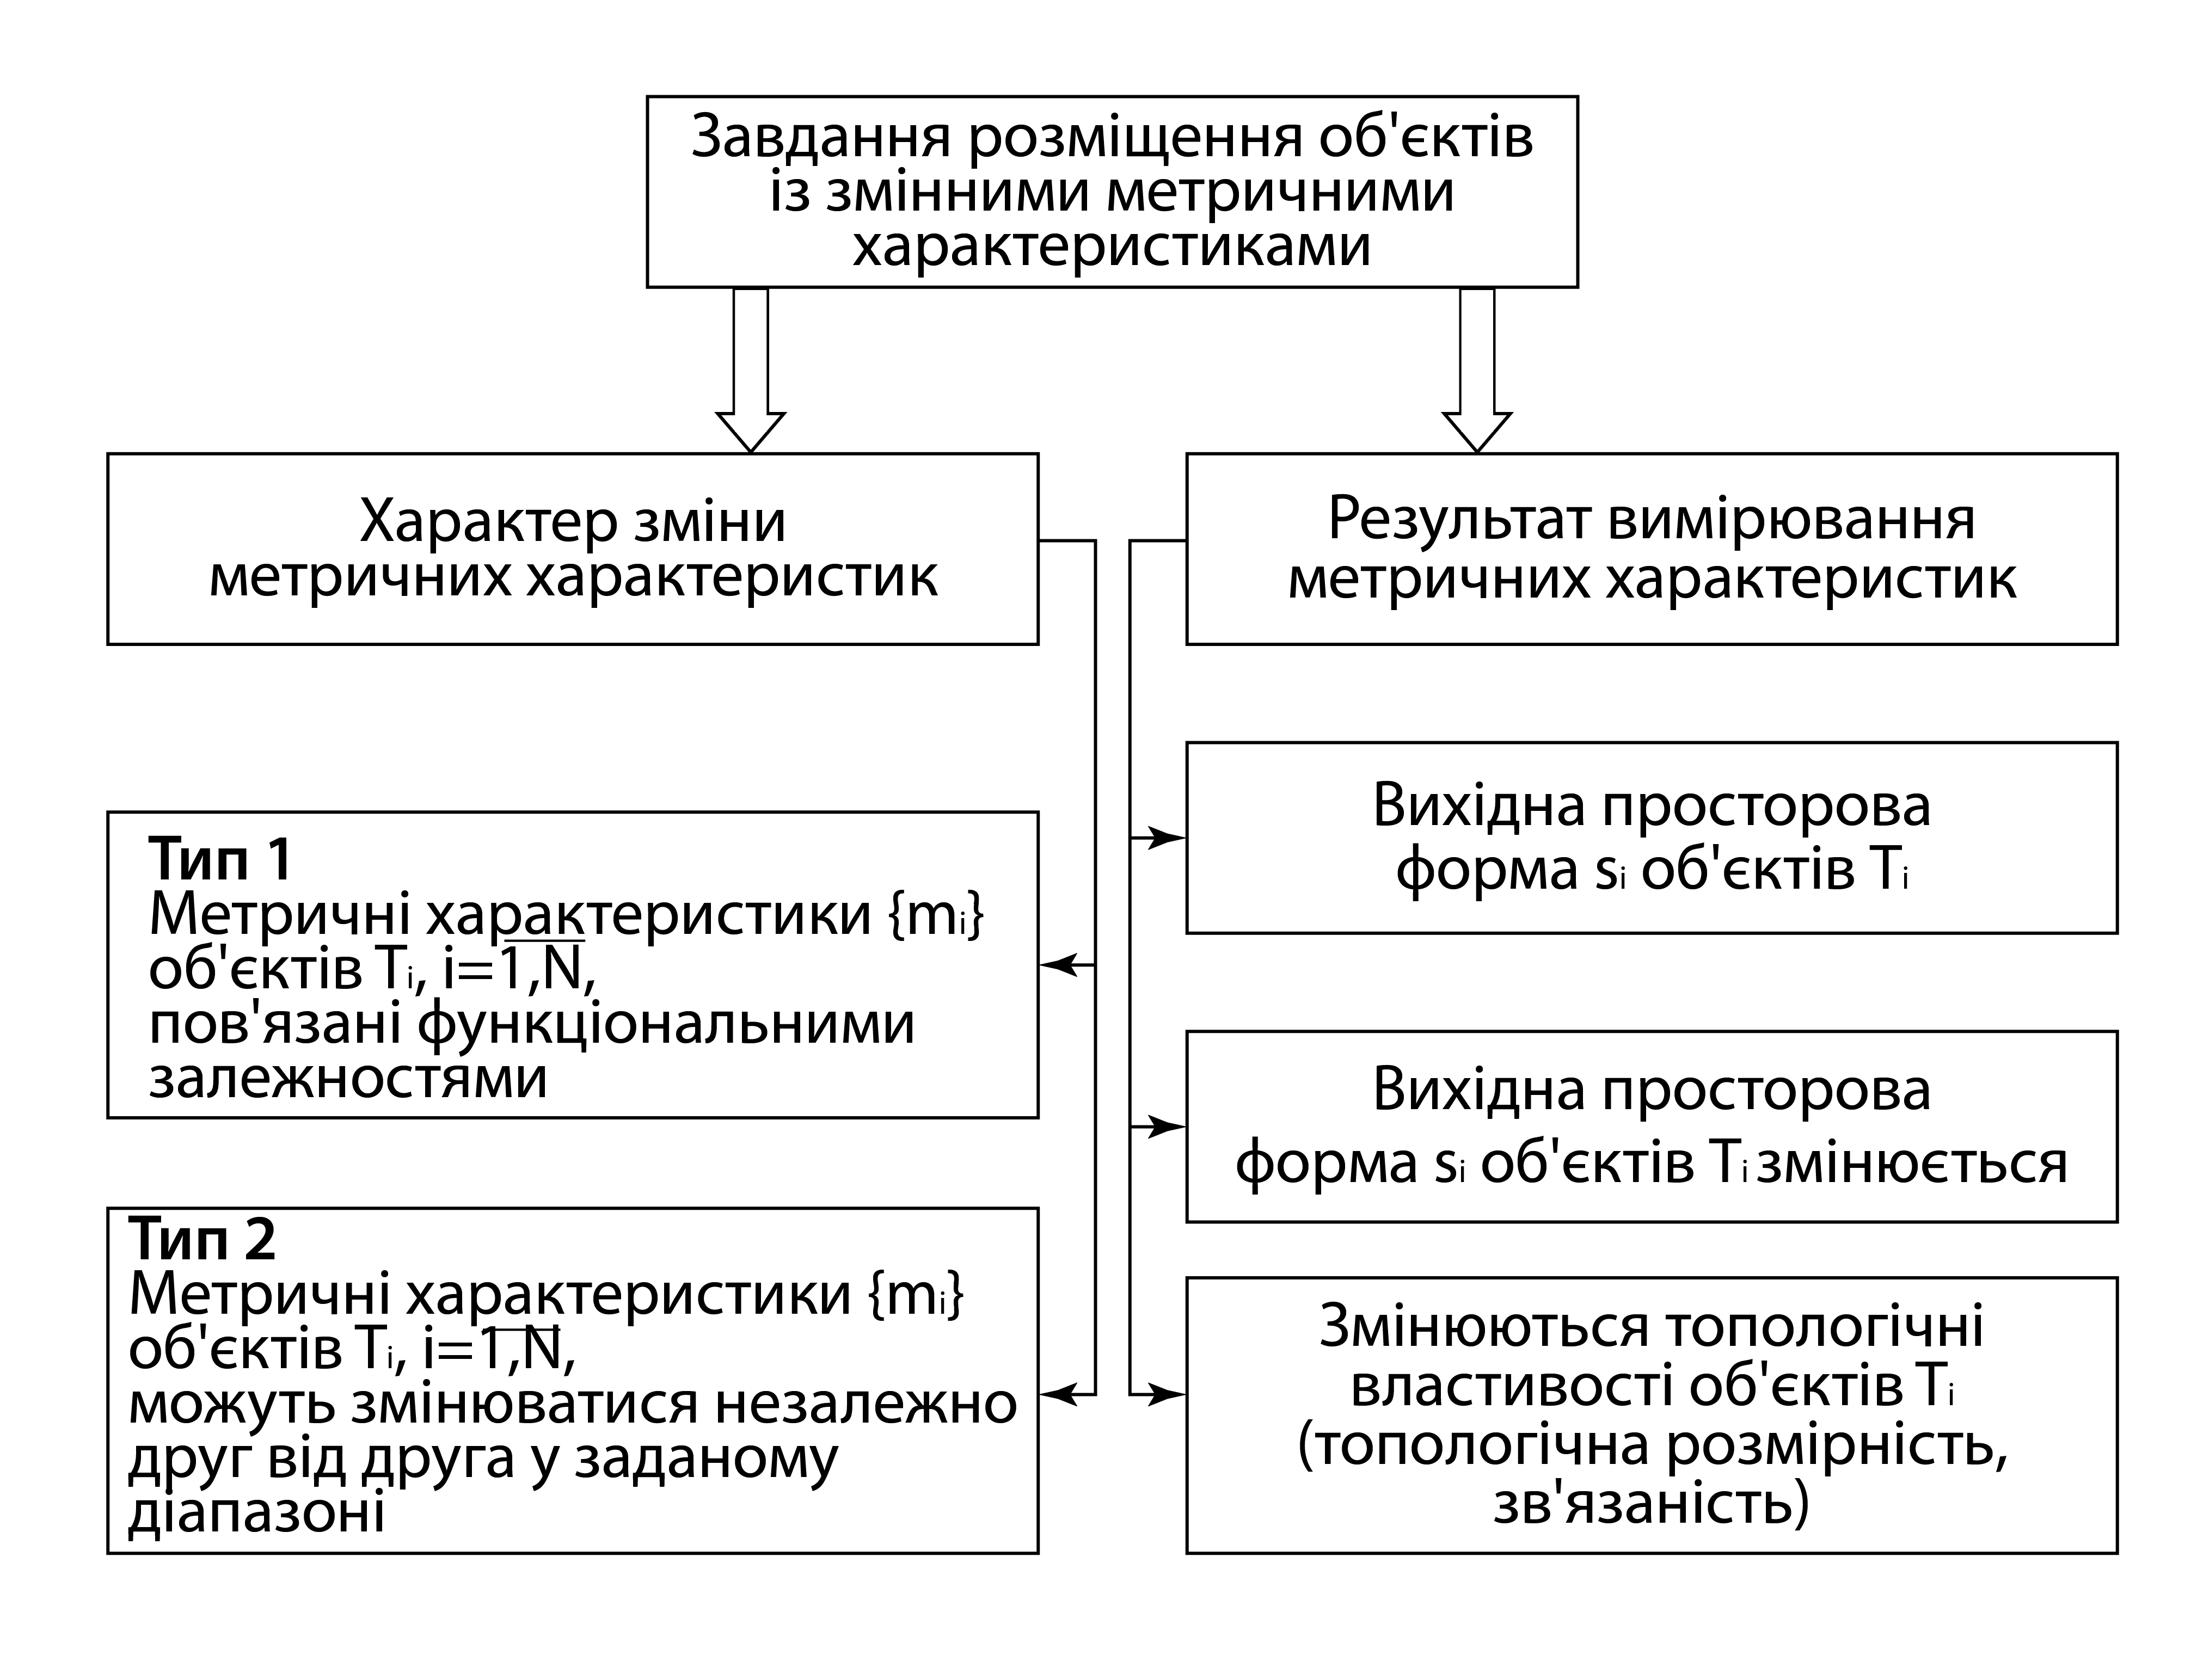 Завдання розміщення об'єктів
із змінними метричними
характеристиками
Характер зміни
метричних характеристик
Результат вимірювання
метричних характеристик
Тип 1
Метричні характеристики {mᵢ}
об'єктів Tᵢ, i=1,N,
пов'язані функціональними
залежностями
Тип 2
Метричні характеристики {mᵢ}
об'єктів Tᵢ, i=1,N,
можуть змінюватися незалежно
друг від друга у заданому
діапазоні
Вихідна просторова
форма sᵢ об'єктів Tᵢ
Вихідна просторова
форма sᵢ об'єктів Tᵢ змінюється
Змінюються топологічні
властивості об'єктів Tᵢ
(топологічна розмірність,
зв'язаність)